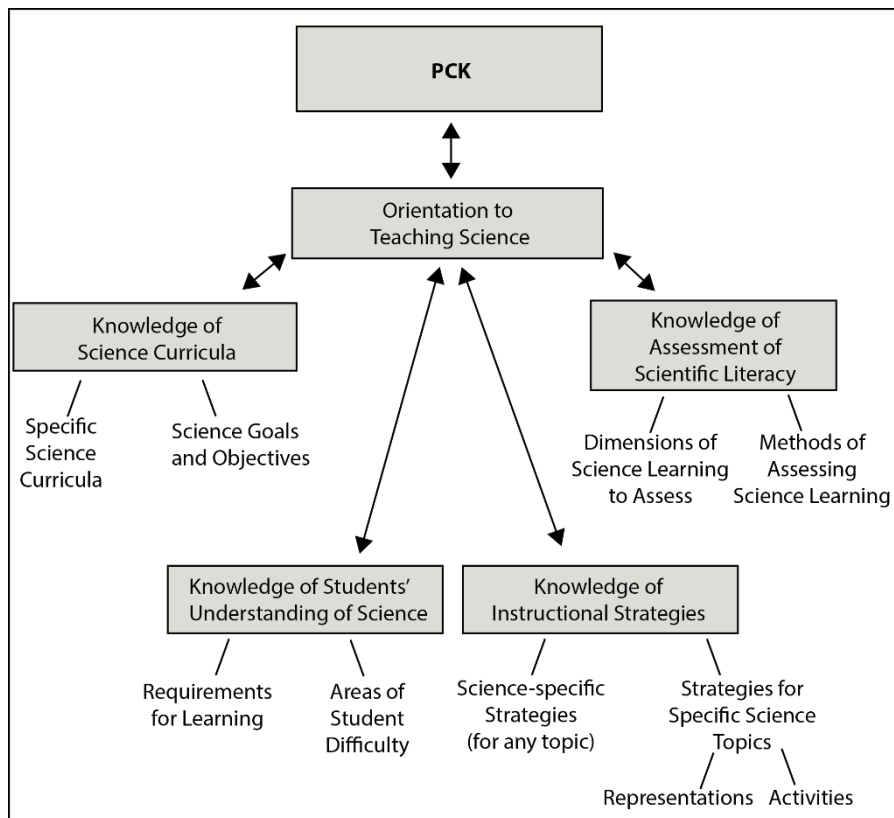 PCK
Orientation to
Teaching Science
Knowledge of
Science Curricula
Specific
Science
Curricula
Science Goals
and Objectives
Knowledge of
Assessment of
Scientific Literacy
Dimensions of
Science Learning
to Assess
Methods of
Assessing
Science Learning
Knowledge of Students’
Understanding of Science
Requirements
for Learning
Areas of
Student
Difficulty
Knowledge of
Instructional Strategies
Science-specific
Strategies
(for any topic)
Strategies for
Specific Science
Topics
Representations
Activities